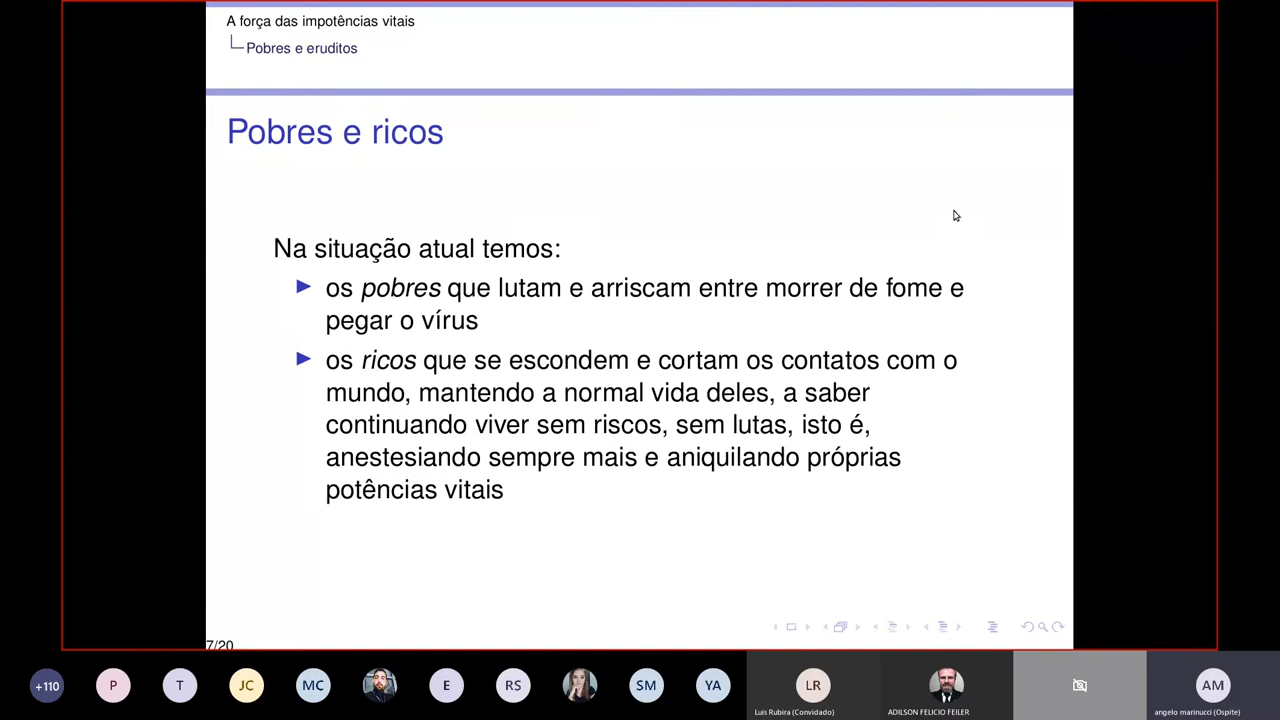 A força das impotências vitais
Pobres e eruditos
Pobres e ricos
Na situação atual temos:
os pobres que lutam e arriscam entre morrer de fome e
pegar o vírus
os ricos que se escondem e cortam os contatos com o
mundo, mantendo a normal vida deles, a saber
continuando viver sem riscos, sem lutas, isto é,
anestesiando sempre mais e aniquilando próprias
potências vitais
7/20
+110
P
T
JC
MC
E
RS
SM
YA
LR
AM
Luis Rubira (Convidado)
ADILSON FELICIO FEILER
angelo marinucci (Ospite)